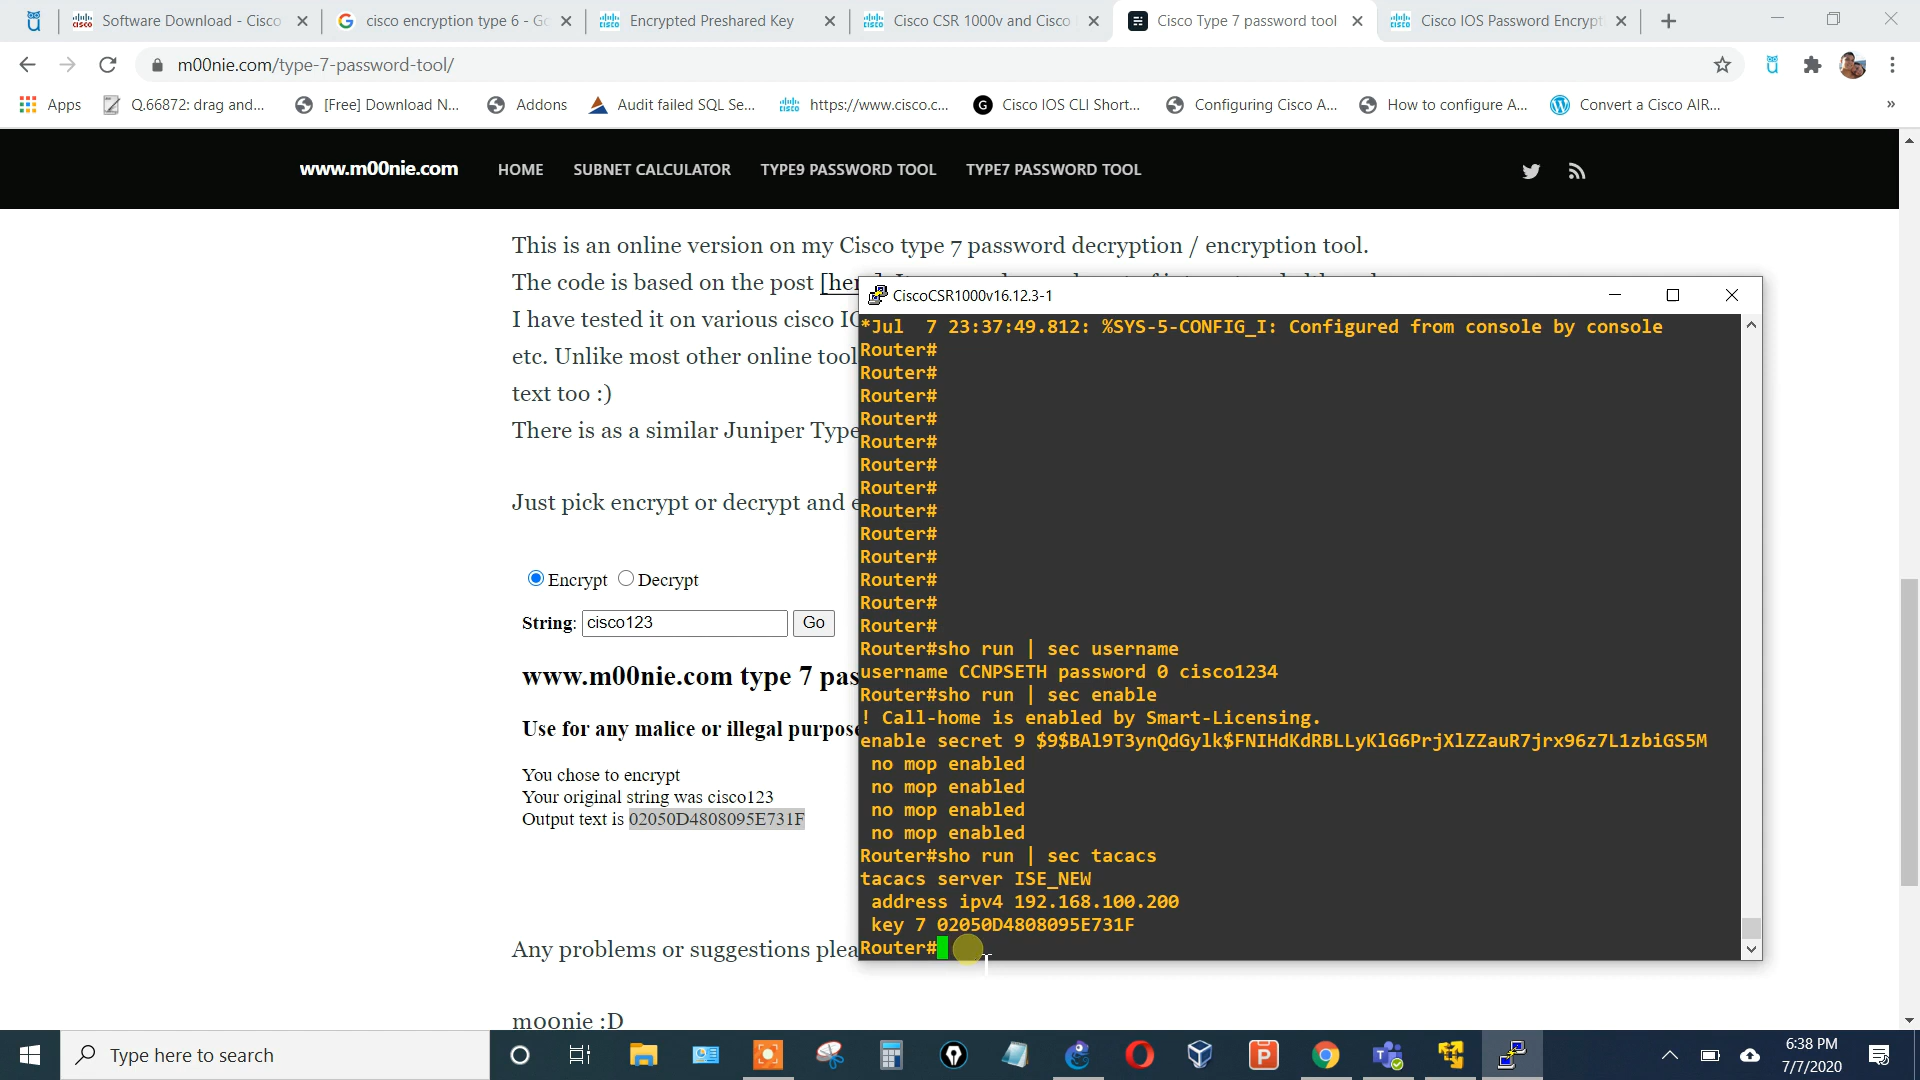 Software Download - Cisco
cisco encryption type 6 - Go
Encrypted Preshared Key
Cisco CSR 1000v and Cisco
Cisco Type 7 password tool
Cisco IOS Password Encrypt
m00nie.com/type-7-password-tool/
Apps
Q.66872: drag and...
[Free] Download N...
Addons
Audit failed SQL Se...
https://www.cisco.c...
Cisco IOS CLI Short...
Configuring Cisco A...
How to configure A...
Convert a Cisco AIR...
»
www.m00nie.com
HOME
SUBNET CALCULATOR
TYPE9 PASSWORD TOOL
TYPE7 PASSWORD TOOL
This is an online version on my Cisco type 7 password decryption / encryption tool.
The code is based on the post [her
I have tested it on various cisco IO
etc. Unlike most other online tool
text too :)
There is as a similar Juniper Type
Just pick encrypt or decrypt and e
Encrypt Decrypt
String: cisco123 Go
www.m00nie.com type 7 pas
Use for any malice or illegal purpose
You chose to encrypt
Your original string was cisco123
Output text is 02050D4808095E731F
Any problems or suggestions plea
moonie :D
CiscoCSR1000v16.12.3-1
*Jul  7 23:37:49.812: %SYS-5-CONFIG_I: Configured from console by console
Router#
Router#
Router#
Router#
Router#
Router#
Router#
Router#
Router#
Router#
Router#
Router#
Router#
Router#sho run | sec username
username CCNPSETH password 0 cisco1234
Router#sho run | sec enable
! Call-home is enabled by Smart-Licensing.
enable secret 9 $9$BAl9T3ynQdGylk$FNIHdKdRBLLyKlG6PrjXlZZauR7jrx96z7L1zbiGS5M
no mop enabled
no mop enabled
no mop enabled
no mop enabled
Router#sho run | sec tacacs
tacacs server ISE_NEW
address ipv4 192.168.100.200
key 7 02050D4808095E731F
Router#
Type here to search
6:38 PM
7/7/2020